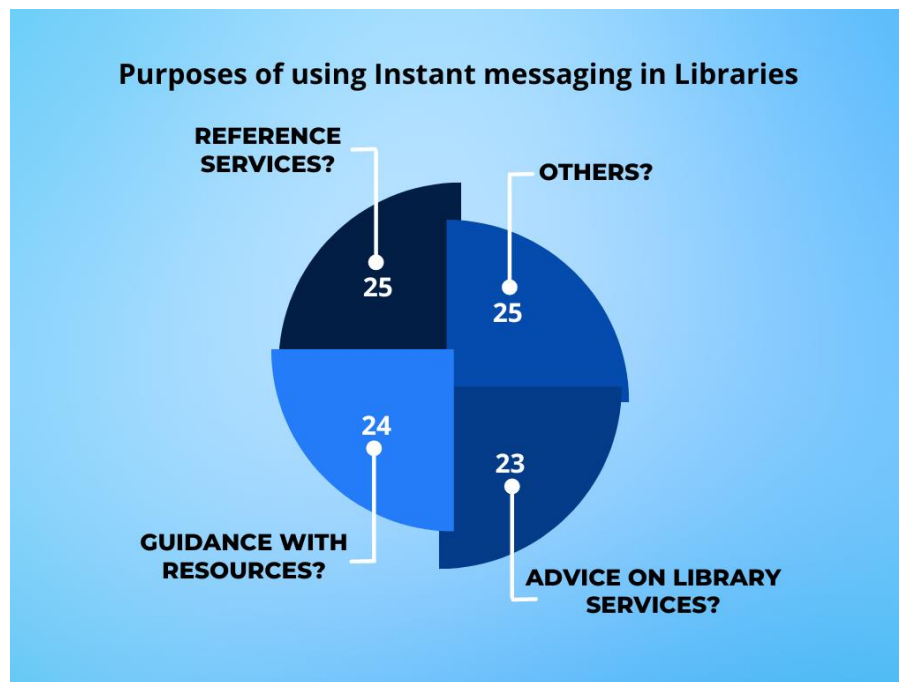 Purposes of using Instant messaging in Libraries
REFERENCE
SERVICES?
25
OTHERS?
25
24
GUIDANCE WITH
RESOURCES?
23
ADVICE ON LIBRARY
SERVICES?